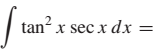 ∫ tan² x sec x dx =